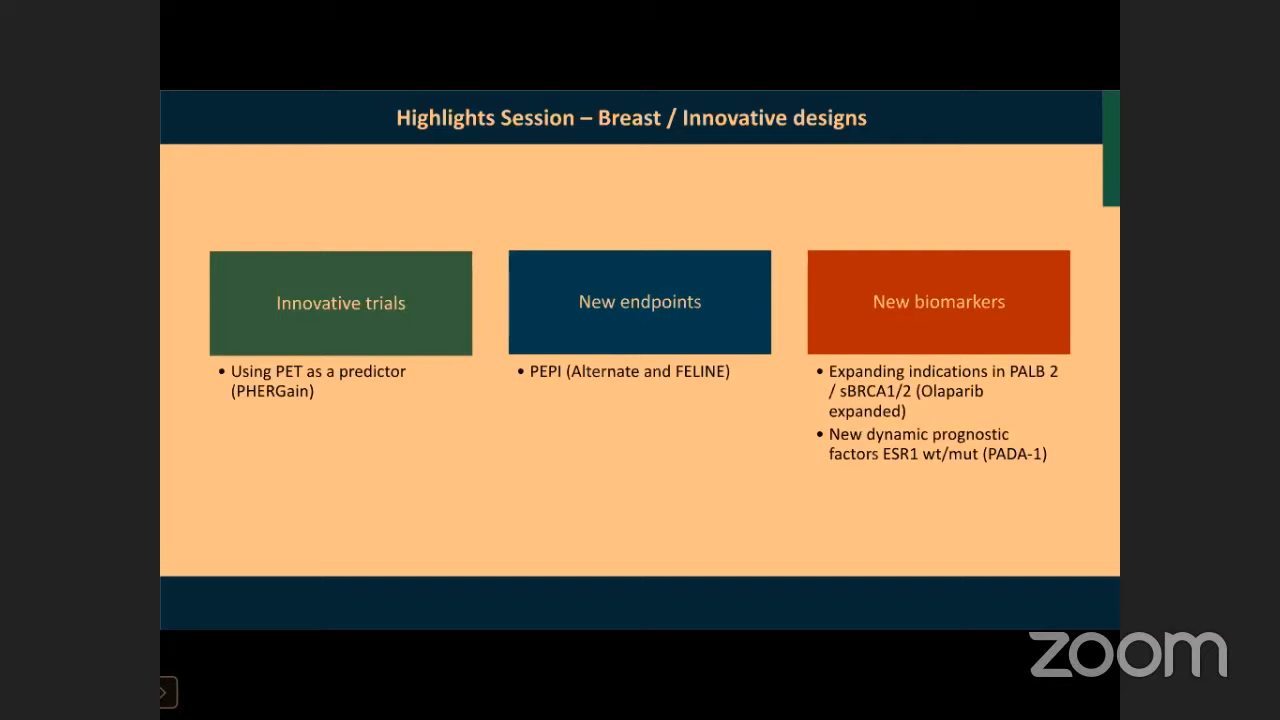 Highlights Session – Breast / Innovative designs
Innovative trials
• Using PET as a predictor
(PHERGain)
New endpoints
• PEPI (Alternate and FELINE)
New biomarkers
• Expanding indications in PALB 2
/ sBRCA1/2 (Olaparib
expanded)
• New dynamic prognostic
factors ESR1 wt/mut (PADA-1)
zoom